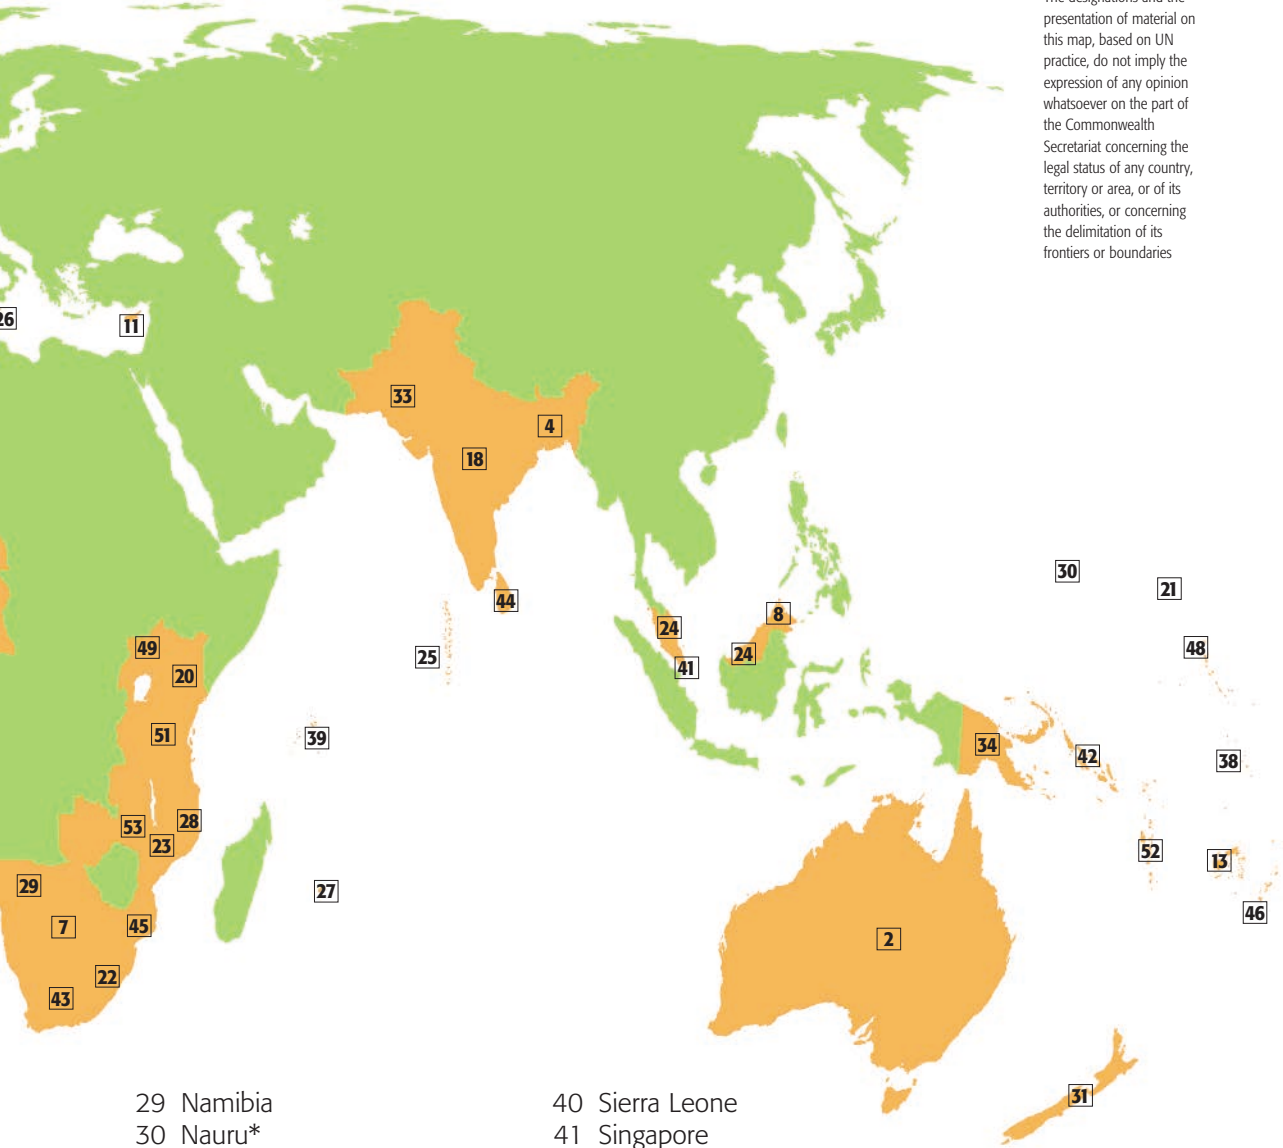 The designations and the
presentation of material on
this map, based on UN
practice, do not imply the
expression of any opinion
whatsoever on the part of
the Commonwealth
Secretariat concerning the
legal status of any country,
territory or area, or of its
authorities, or concerning
the delimitation of its
frontiers or boundaries
26
11
33
4
18
30
21
44
8
24
49
48
24
25
41
20
51
39
34
42
38
53
28
23
52
13
29
27
46
7
45
2
22
43
31
29 Namibia
30 Nauru*
40 Sierra Leone
41 Singapore